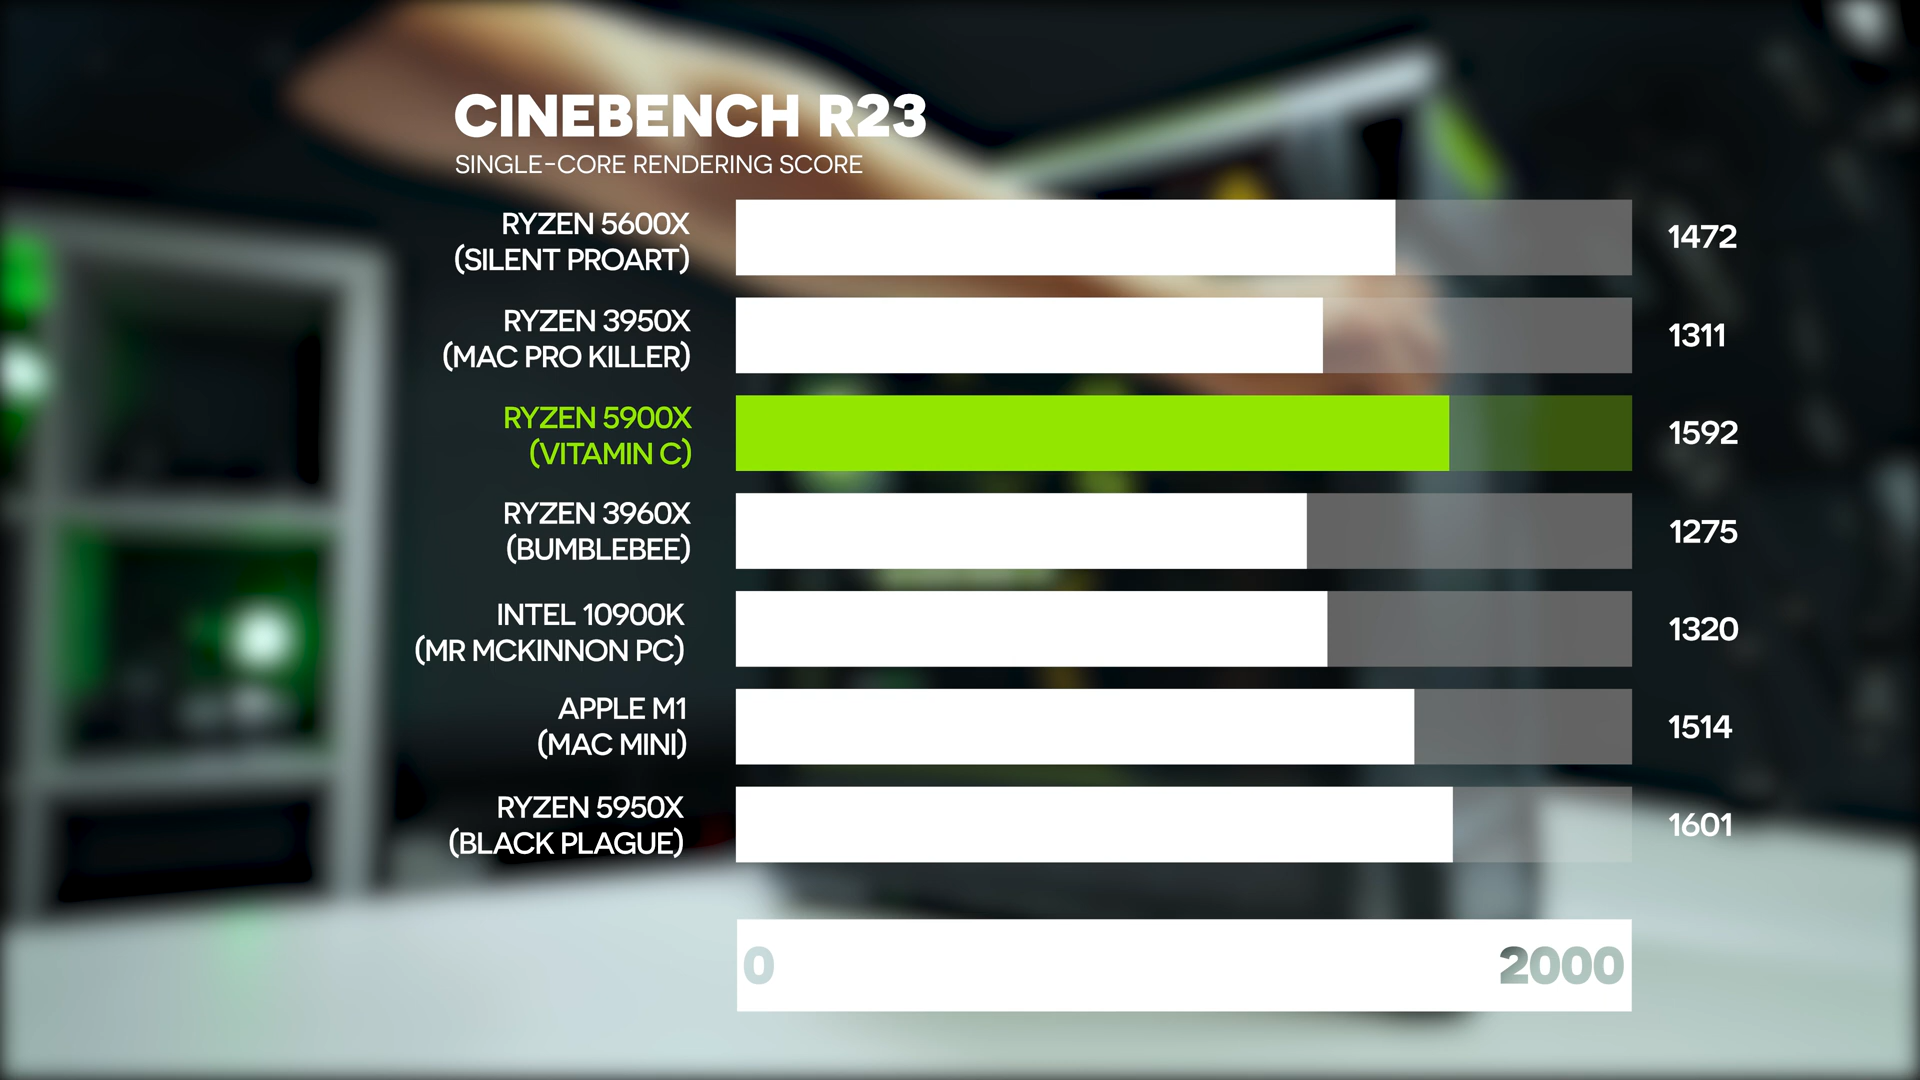 CINEBENCH R23
SINGLE-CORE RENDERING SCORE
RYZEN 5600X
(SILENT PROART)
1472
RYZEN 3950X
(MAC PRO KILLER)
1311
RYZEN 5900X
(VITAMIN C)
1592
RYZEN 3960X
(BUMBLEBEE)
1275
INTEL 10900K
(MR MCKINNON PC)
1320
APPLE M1
(MAC MINI)
1514
RYZEN 5950X
(BLACK PLAGUE)
1601
0 2000